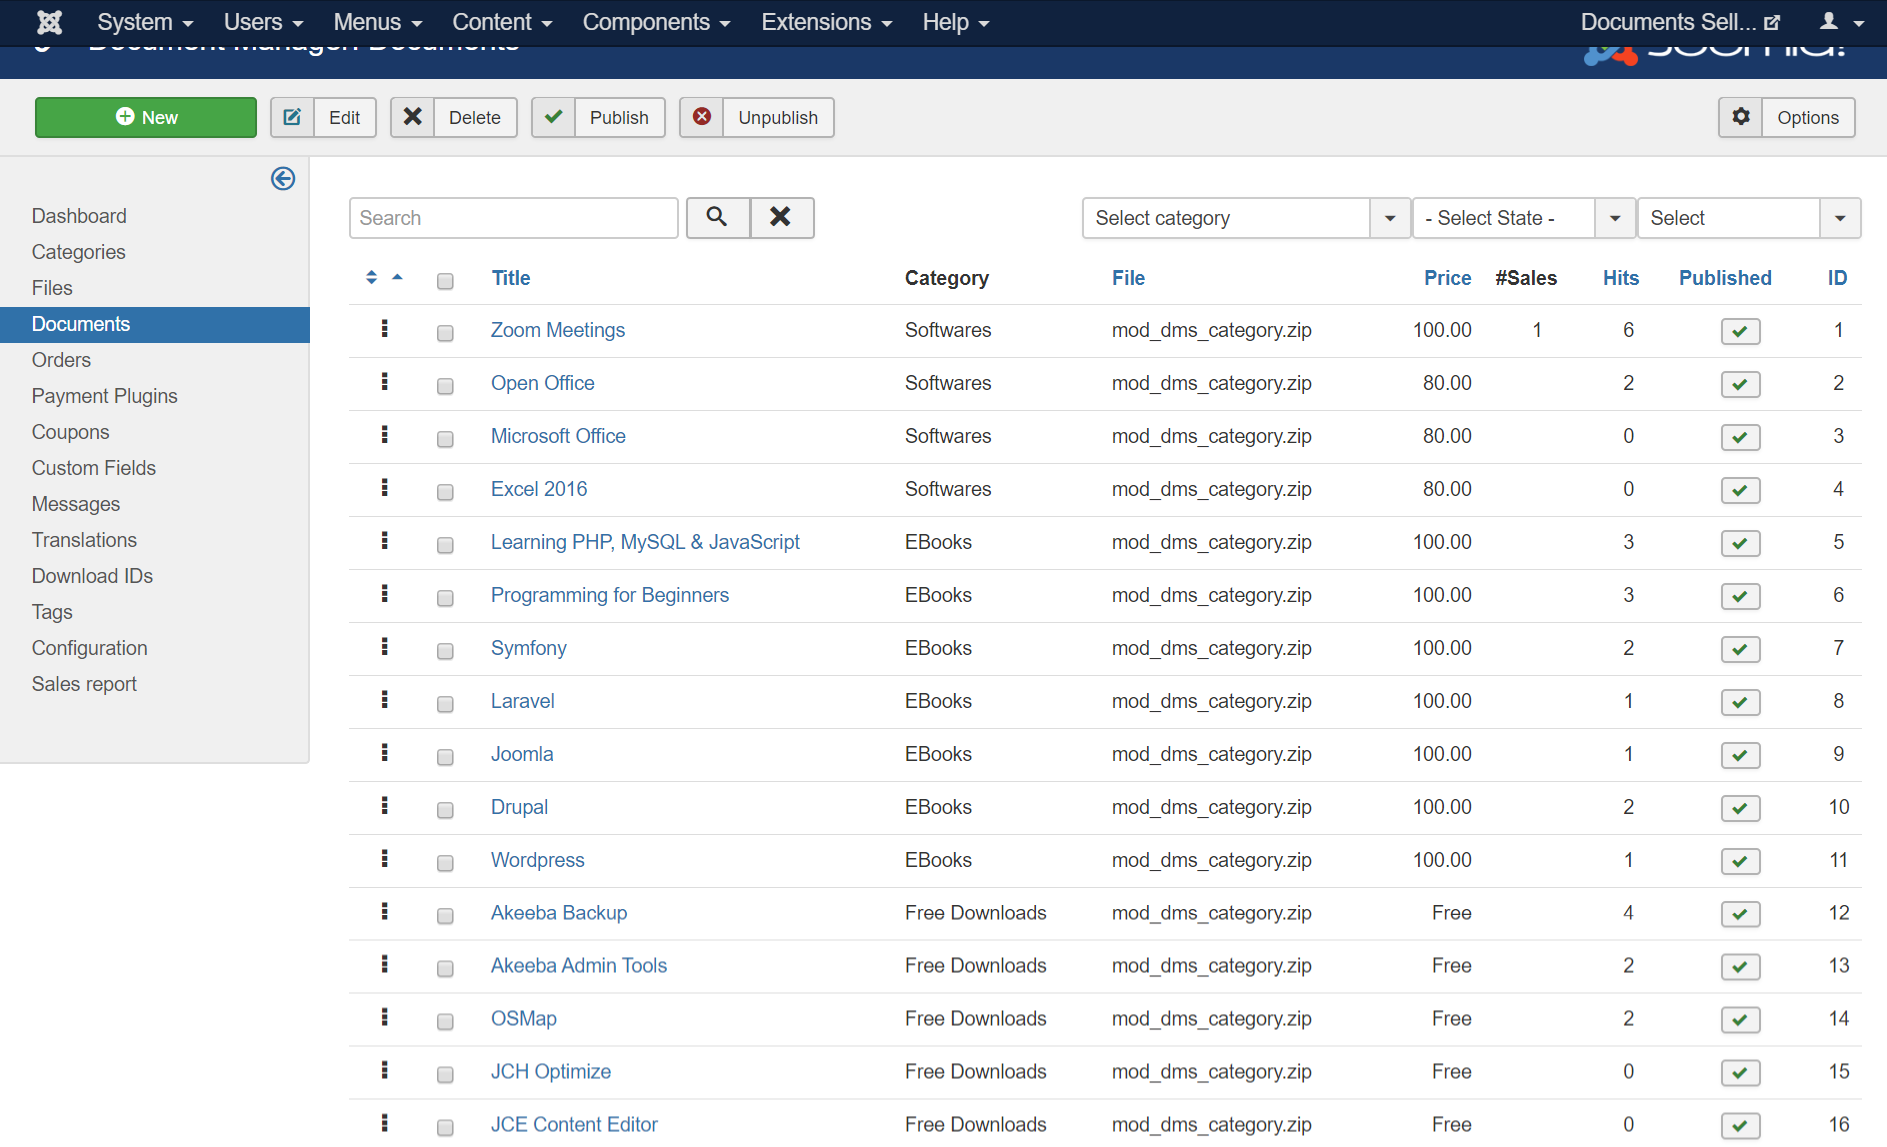 System Users Menus Content Components Extensions Help Documents Sell...
Document Manager: Documents Joomla!
New Edit Delete Publish Unpublish Options
Dashboard
Categories
Files
Documents
Orders
Payment Plugins
Coupons
Custom Fields
Messages
Translations
Download IDs
Tags
Configuration
Sales report
Search Select category - Select State - Select
Title Category File Price #Sales Hits Published ID
Zoom Meetings Softwares mod_dms_category.zip 100.00 1 6 1
Open Office Softwares mod_dms_category.zip 80.00 2 2
Microsoft Office Softwares mod_dms_category.zip 80.00 0 3
Excel 2016 Softwares mod_dms_category.zip 80.00 0 4
Learning PHP, MySQL & JavaScript EBooks mod_dms_category.zip 100.00 3 5
Programming for Beginners EBooks mod_dms_category.zip 100.00 3 6
Symfony EBooks mod_dms_category.zip 100.00 2 7
Laravel EBooks mod_dms_category.zip 100.00 1 8
Joomla EBooks mod_dms_category.zip 100.00 1 9
Drupal EBooks mod_dms_category.zip 100.00 2 10
Wordpress EBooks mod_dms_category.zip 100.00 1 11
Akeeba Backup Free Downloads mod_dms_category.zip Free 4 12
Akeeba Admin Tools Free Downloads mod_dms_category.zip Free 2 13
OSMap Free Downloads mod_dms_category.zip Free 2 14
JCH Optimize Free Downloads mod_dms_category.zip Free 0 15
JCE Content Editor Free Downloads mod_dms_category.zip Free 0 16